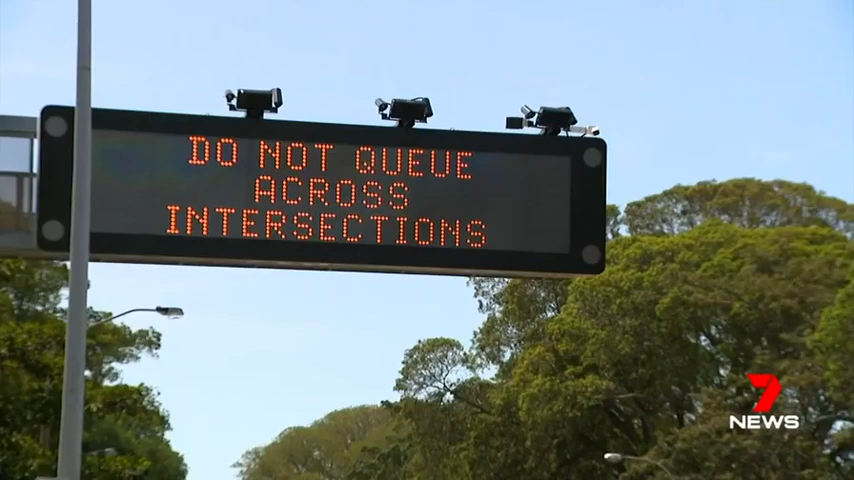 DO NOT QUEUE
ACROSS
INTERSECTIONS
7
NEWS